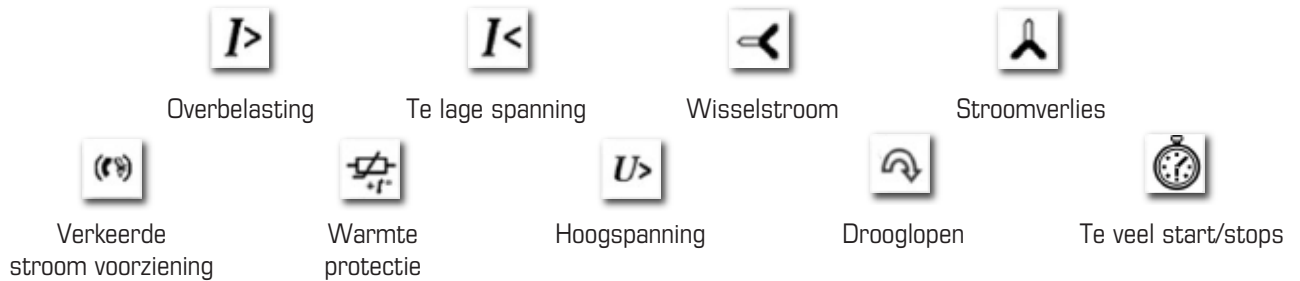 I>
I<
Overbelasting
Te lage spanning
Wisselstroom
Stroomverlies
+t°
U>
Verkeerde
stroom voorziening
Warmte
protectie
Hoogspanning
Drooglopen
Te veel start/stops